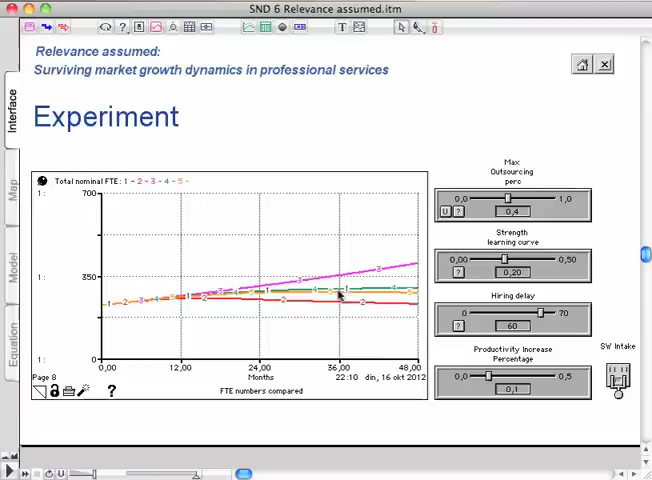 SND 6 Relevance assumed.itm
Relevance assumed:
Surviving market growth dynamics in professional services
Experiment
Interface
Map
Model
Equation
Total nominal FTE: 1 - 2 - 3 - 4 - 5 -
1: 700
1: 350
1: 0
0,00 12,00 24,00 36,00 48,00
Page 8 Months 22:10 din, 16 okt 2012
FTE numbers compared
?
Max
Outsourcing
perc
0,0 1,0
U ? 0,4
Strength
learning curve
0,00 0,50
? 0,20
Hiring delay
0 70
? 60
Productivity Increase
Percentage
0,0 0,5
0,1
SW Intake